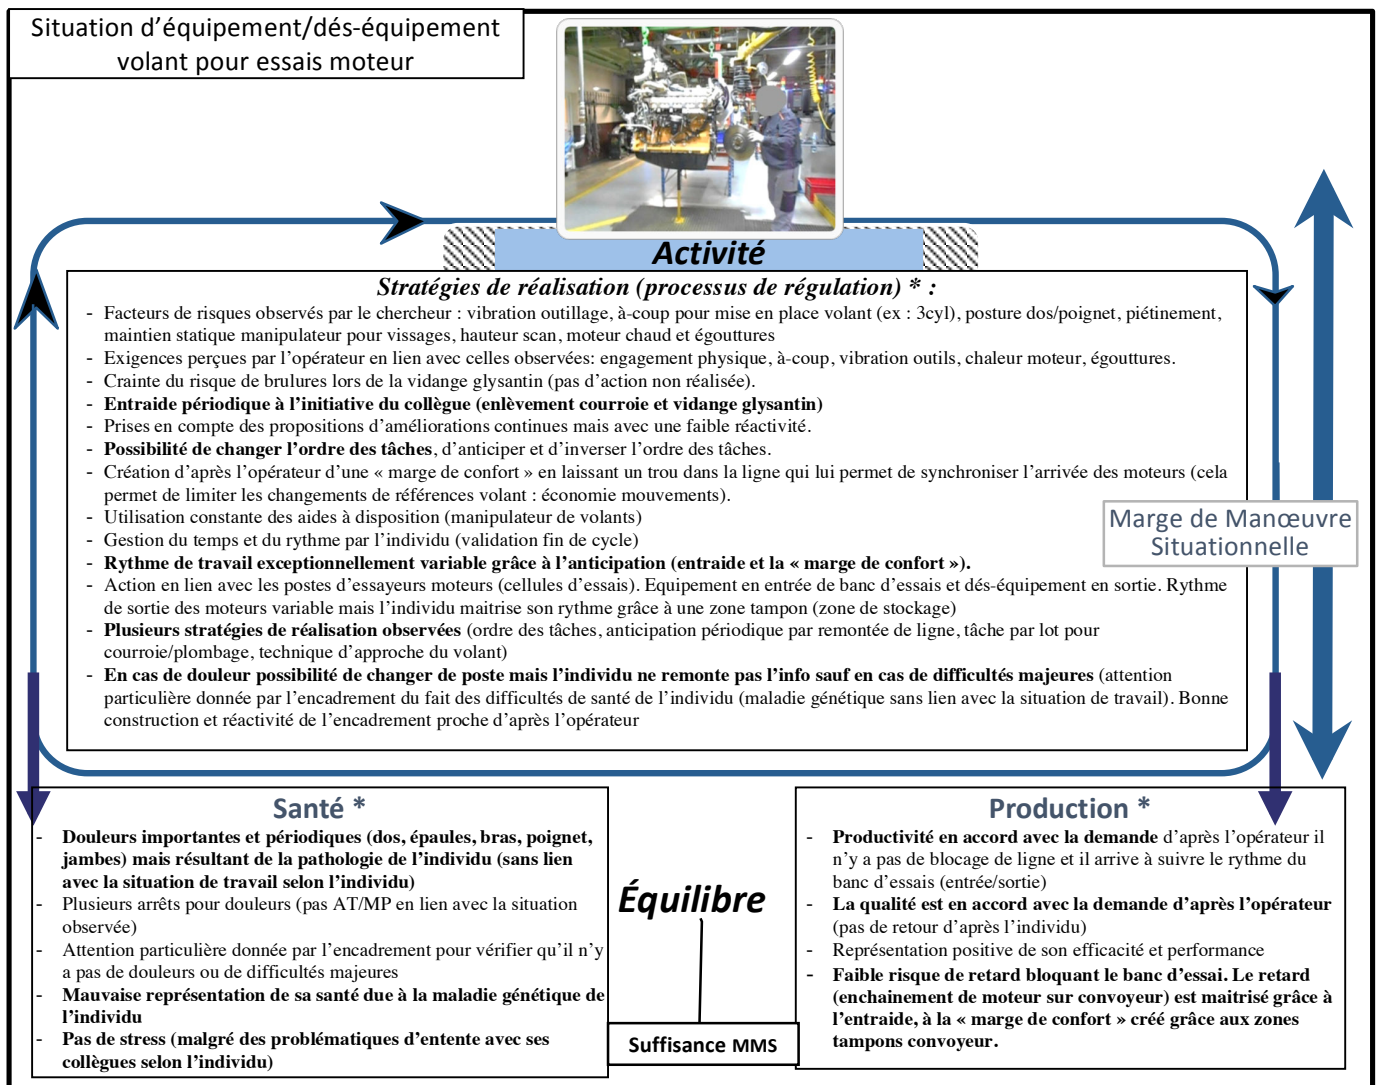 Situation d’équipement/dés-équipement
volant pour essais moteur
Activité
Stratégies de réalisation (processus de régulation) * :
- Facteurs de risques observés par le chercheur : vibration outillage, à-coup pour mise en place volant (ex : 3cyl), posture dos/poignet, piétinement,
maintien statique manipulateur pour vissages, hauteur scan, moteur chaud et égouttures
- Exigences perçues par l’opérateur en lien avec celles observées: engagement physique, à-coup, vibration outils, chaleur moteur, égouttures.
- Crainte du risque de brulures lors de la vidange glysantin (pas d’action non réalisée).
- Entraide périodique à l’initiative du collègue (enlèvement courroie et vidange glysantin)
- Prises en compte des propositions d’améliorations continues mais avec une faible réactivité.
- Possibilité de changer l’ordre des tâches, d’anticiper et d’inverser l’ordre des tâches.
- Création d’après l’opérateur d’une « marge de confort » en laissant un trou dans la ligne qui lui permet de synchroniser l’arrivée des moteurs (cela
permet de limiter les changements de références volant : économie mouvements).
- Utilisation constante des aides à disposition (manipulateur de volants)
- Gestion du temps et du rythme par l’individu (validation fin de cycle)
- Rythme de travail exceptionnellement variable grâce à l’anticipation (entraide et la « marge de confort »).
- Action en lien avec les postes d’essayeurs moteurs (cellules d’essais). Equipement en entrée de banc d’essais et dés-équipement en sortie. Rythme
de sortie des moteurs variable mais l’individu maitrise son rythme grâce à une zone tampon (zone de stockage)
- Plusieurs stratégies de réalisation observées (ordre des tâches, anticipation périodique par remontée de ligne, tâche par lot pour
courroie/plombage, technique d’approche du volant)
- En cas de douleur possibilité de changer de poste mais l’individu ne remonte pas l’info sauf en cas de difficultés majeures (attention
particulière donnée par l’encadrement du fait des difficultés de santé de l’individu (maladie génétique sans lien avec la situation de travail). Bonne
construction et réactivité de l’encadrement proche d’après l’opérateur
Marge de Manœuvre
Situationnelle
Santé *
- Douleurs importantes et périodiques (dos, épaules, bras, poignet,
jambes) mais résultant de la pathologie de l’individu (sans lien
avec la situation de travail selon l’individu)
- Plusieurs arrêts pour douleurs (pas AT/MP en lien avec la situation
observée)
- Attention particulière donnée par l’encadrement pour vérifier qu’il n’y
a pas de douleurs ou de difficultés majeures
- Mauvaise représentation de sa santé due à la maladie génétique de
l’individu
- Pas de stress (malgré des problématiques d’entente avec ses
collègues selon l’individu)
Équilibre
Suffisance MMS
Production *
- Productivité en accord avec la demande d’après l’opérateur il
n’y a pas de blocage de ligne et il arrive à suivre le rythme du
banc d’essais (entrée/sortie)
- La qualité est en accord avec la demande d’après l’opérateur
(pas de retour d’après l’individu)
- Représentation positive de son efficacité et performance
- Faible risque de retard bloquant le banc d’essai. Le retard
(enchainement de moteur sur convoyeur) est maitrisé grâce à
l’entraide, à la « marge de confort » créé grâce aux zones
tampons convoyeur.